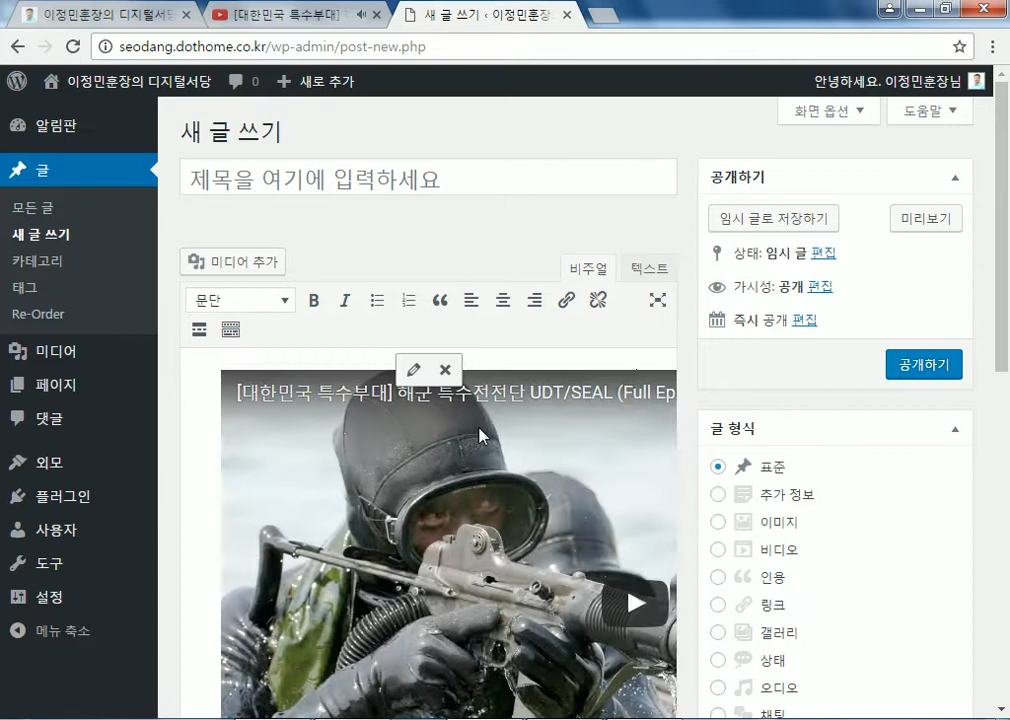 이정민훈장의 디지털서당
[대한민국 특수부대]
새 글 쓰기 ‹ 이정민훈장
seodang.dothome.co.kr/wp-admin/post-new.php
이정민훈장의 디지털서당
0
새로 추가
안녕하세요. 이정민훈장님
화면 옵션
도움말
알림판
글
모든 글
새 글 쓰기
카테고리
태그
Re-Order
미디어
페이지
댓글
외모
플러그인
사용자
도구
설정
메뉴 축소
새 글 쓰기
제목을 여기에 입력하세요
미디어 추가
비주얼
텍스트
문단
B
I
[대한민국 특수부대] 해군 특수전전단 UDT/SEAL (Full Ep
공개하기
임시 글로 저장하기
미리보기
상태: 임시 글 편집
가시성: 공개 편집
즉시 공개 편집
공개하기
글 형식
표준
추가 정보
이미지
비디오
인용
링크
갤러리
상태
오디오
채팅